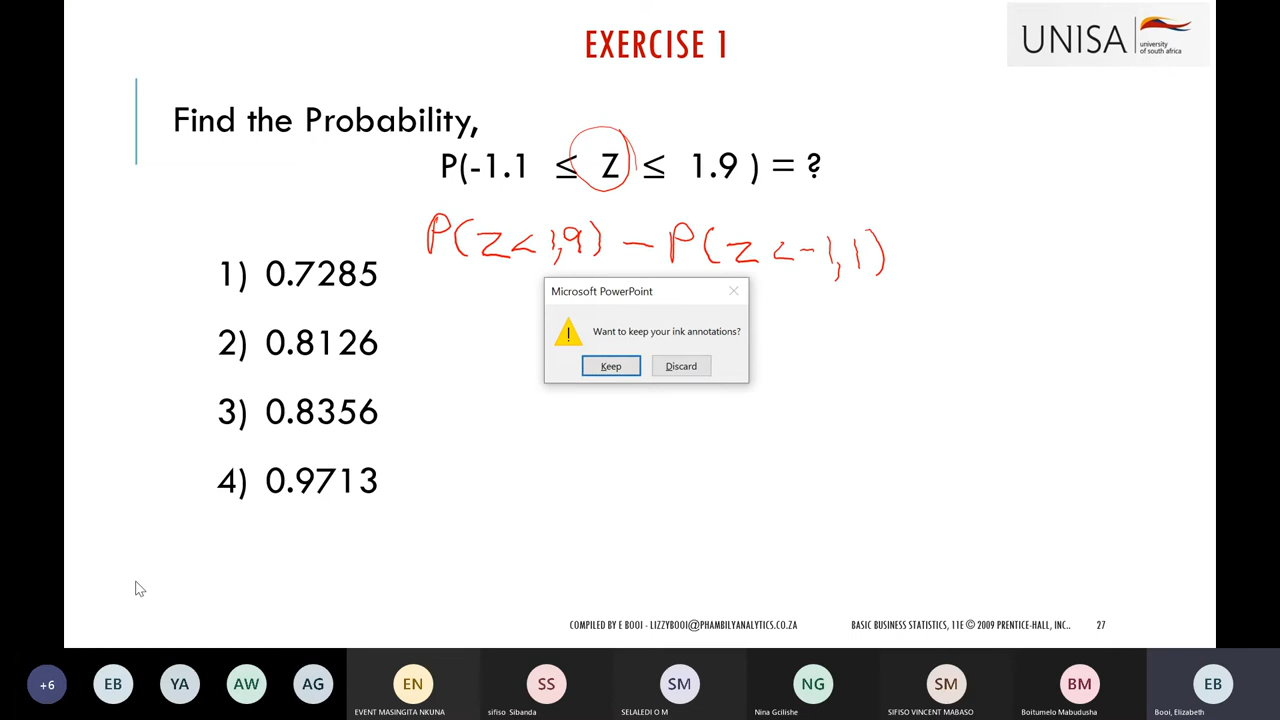 EXERCISE 1
UNISA
university
of south africa
Find the Probability,
P(-1.1 ≤ Z ≤ 1.9 ) = ?
P(Z<1,9) - P(Z<-1,1)
1) 0.7285
2) 0.8126
3) 0.8356
4) 0.9713
Microsoft PowerPoint
Want to keep your ink annotations?
Keep Discard
COMPILED BY E BOOI - LIZZYBOOI@PHAMBILYANALYTICS.CO.ZA BASIC BUSINESS STATISTICS, 11E © 2009 PRENTICE-HALL, INC.. 27
+6 EB YA AW AG EN SS SM NG SM BM EB
EVENT MASINGITA NKUNA sifiso Sibanda SELALEDI O M Nina Gcilishe SIFISO VINCENT MABASO Boitumelo Mabudusha Booi, Elizabeth